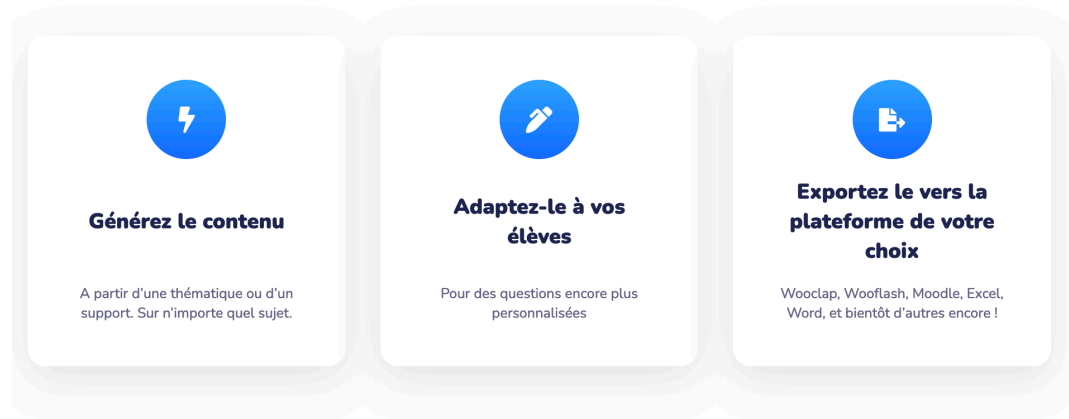 Générez le contenu
A partir d'une thématique ou d'un
support. Sur n'importe quel sujet.
Adaptez-le à vos
élèves
Pour des questions encore plus
personnalisées
Exportez le vers la
plateforme de votre
choix
Wooclap, Wooflash, Moodle, Excel,
Word, et bientôt d'autres encore !